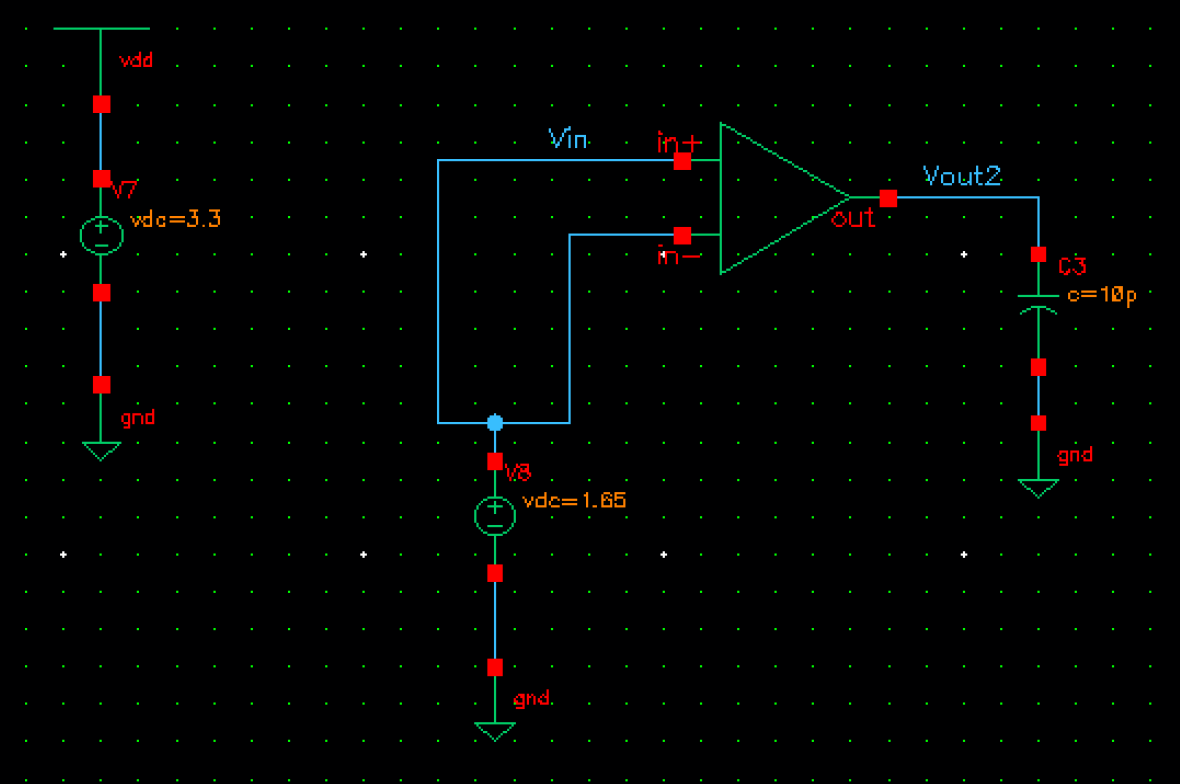 vdd
V7
vdc=3.3
gnd
Vin
in+
in-
out
Vout2
C3
c=10p
gnd
V8
vdc=1.65
gnd